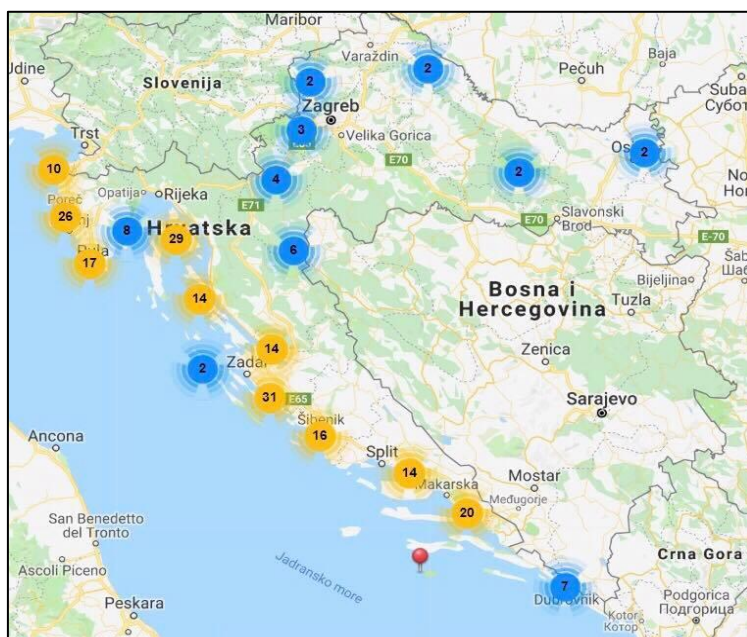 Maribor
Varaždin
2
2
Pečuh
Baja
Udine
Slovenija
Zagreb
3
Velika Gorica
E70
Trst
10
Poreč
Opatija
Rijeka
4
E71
2
2
26
8
Hrvatska
29
6
E70
Slavonski
Brod
E-70
17
Pula
14
Bosna i
Hercegovina
Bijeljina
Tuzla
14
Zadar
2
Zenica
31
E65
Šibenik
16
Sarajevo
Ancona
Split
14
Makarska
Mostar
Međugorje
20
San Benedetto
del Tronto
Ascoli Piceno
Jadransko more
Crna Gora
7
Dubrovnik
Peskara
Kotor
Котор
Podgorica
Подгорица